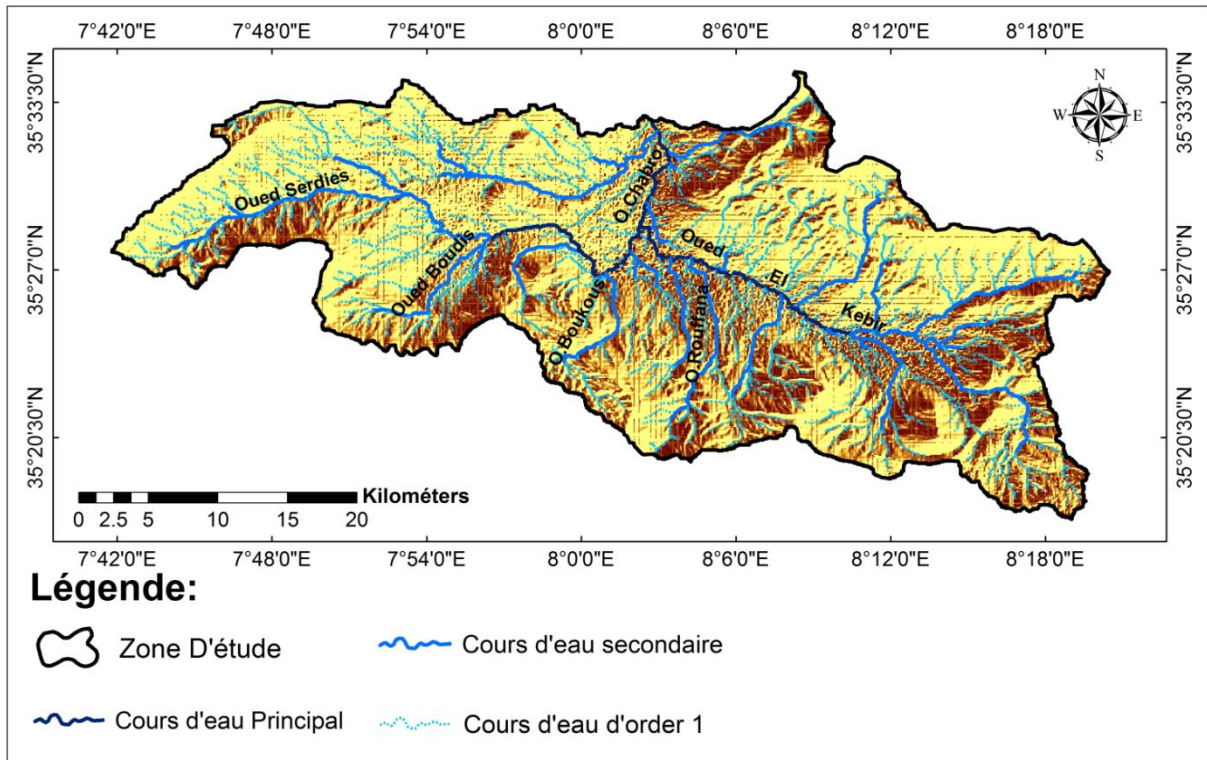 7°42'0"E 7°48'0"E 7°54'0"E 8°0'0"E 8°6'0"E 8°12'0"E 8°18'0"E
35°33'30"N 35°33'30"N
N
W E
S
O.Chabro
Oued Serdies
Oued Boudis
Oued El Kebir
35°27'0"N 35°27'0"N
O.Boukous
O.Rouifana
35°20'30"N 35°20'30"N
Kilométers
0 2.5 5 10 15 20
7°42'0"E 7°48'0"E 7°54'0"E 8°0'0"E 8°6'0"E 8°12'0"E 8°18'0"E
Légende:
Zone D'étude
Cours d'eau secondaire
Cours d'eau Principal
Cours d'eau d'order 1